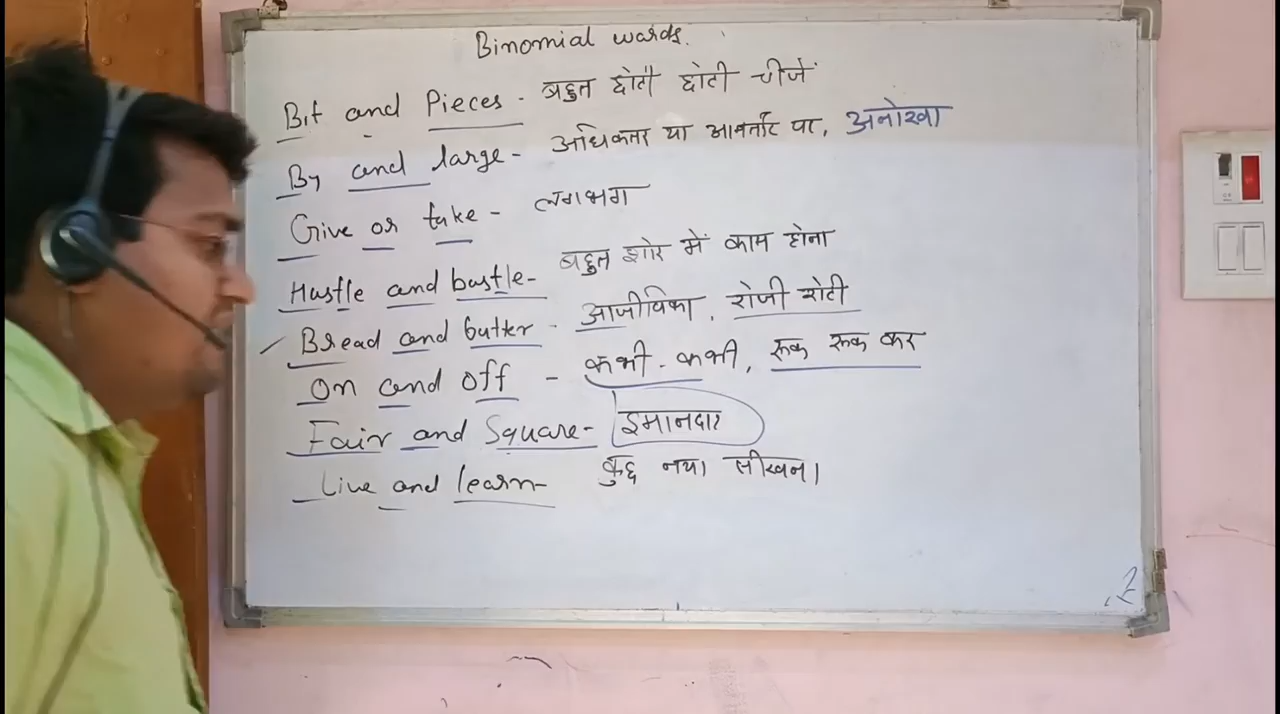 Binomial words.
Bit and Pieces - बहुत छोटी छोटी चीजें
By and large - अधिकतर या आमतौर पर, अनोखा
Give or take - लगभग
Hustle and bustle - बहुत शोर में काम होना
Bread and butter - आजीविका, रोजी रोटी
On and off - कभी-कभी, रूक रूक कर
Fair and Square - इमानदार
Live and learn - कुछ नया सीखना